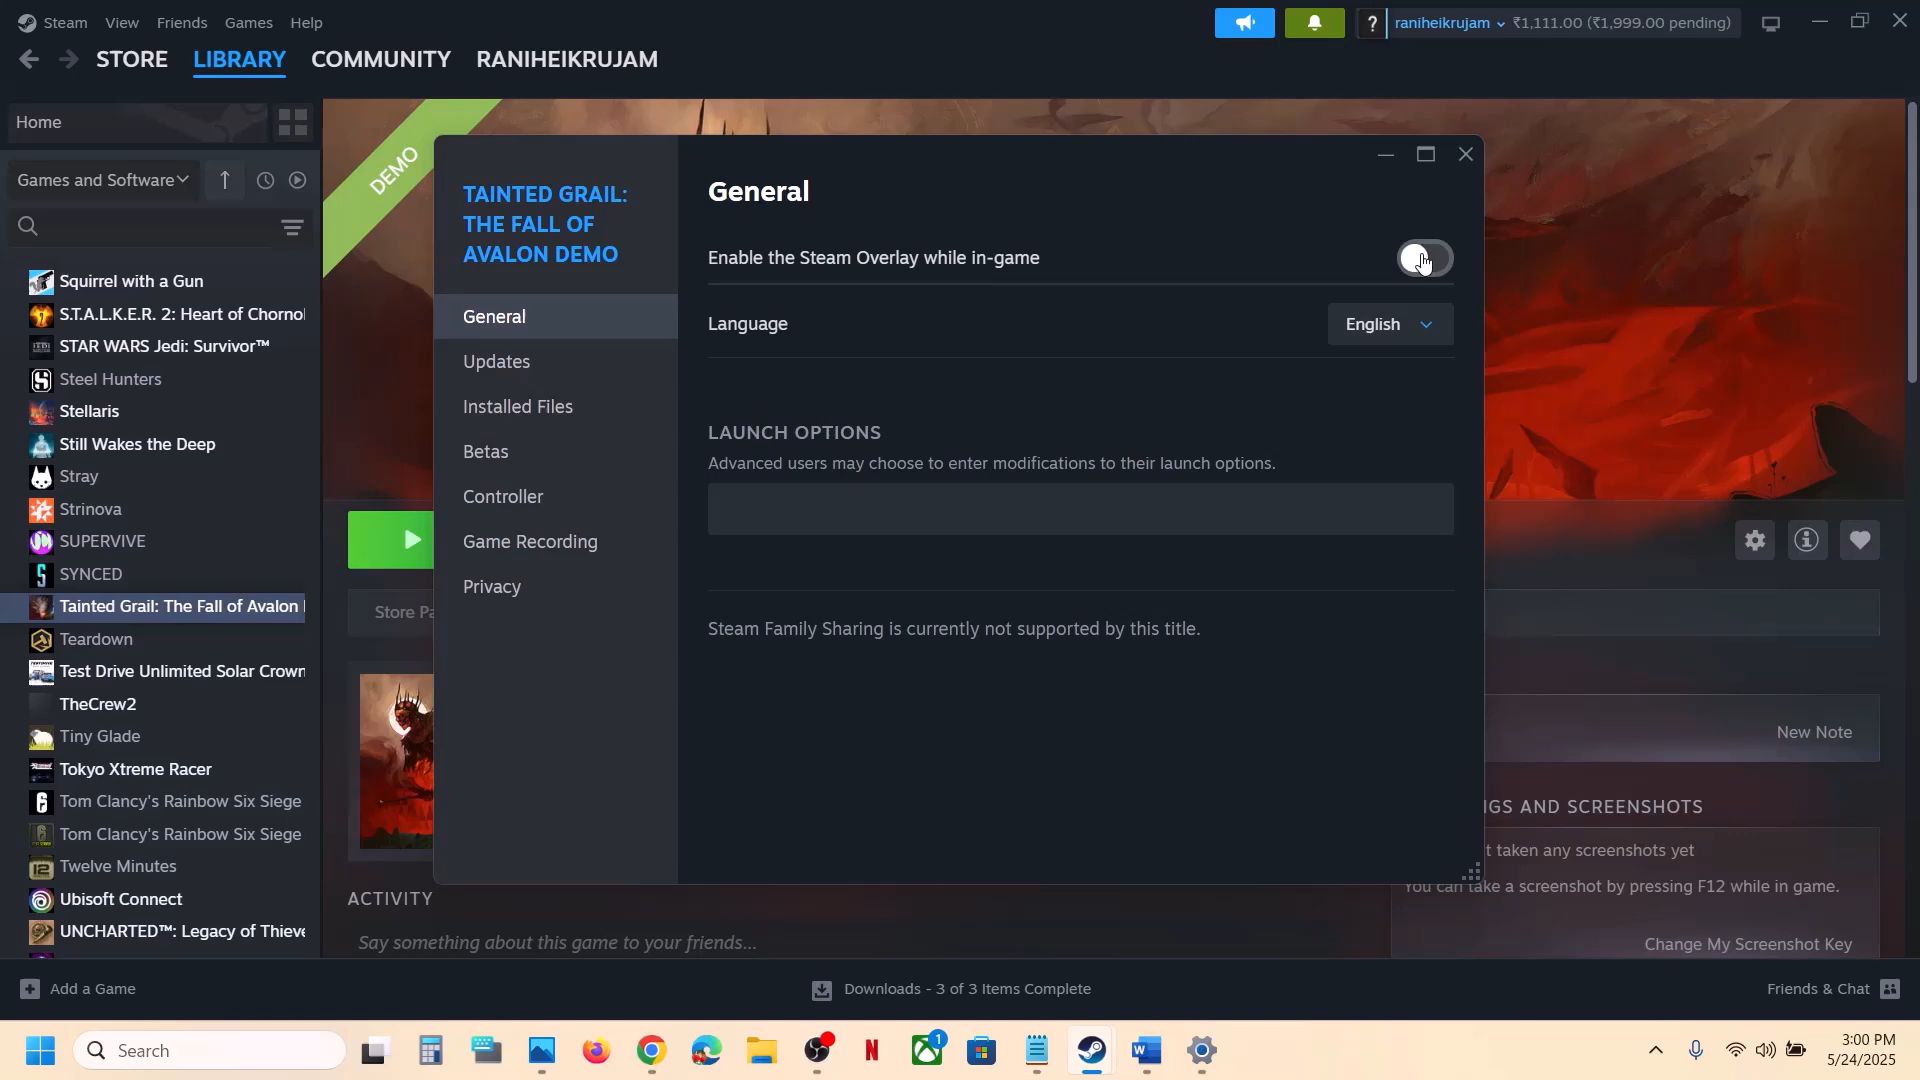 Steam View Friends Games Help
? raniheikrujam ₹1,111.00 (₹1,999.00 pending)
STORE LIBRARY COMMUNITY RANIHEIKRUJAM
Home
Games and Software
DEMO
Squirrel with a Gun
S.T.A.L.K.E.R. 2: Heart of Chorno
STAR WARS Jedi: Survivor™
Steel Hunters
Stellaris
Still Wakes the Deep
Stray
Strinova
SUPERVIVE
SYNCED
Tainted Grail: The Fall of Avalon
Teardown
Test Drive Unlimited Solar Crown
TheCrew2
Tiny Glade
Tokyo Xtreme Racer
Tom Clancy's Rainbow Six Siege
Tom Clancy's Rainbow Six Siege
Twelve Minutes
Ubisoft Connect
UNCHARTED™: Legacy of Thieve
TAINTED GRAIL:
THE FALL OF
AVALON DEMO
General
Updates
Installed Files
Betas
Controller
Game Recording
Privacy
General
Enable the Steam Overlay while in-game
Language English
LAUNCH OPTIONS
Advanced users may choose to enter modifications to their launch options.
Steam Family Sharing is currently not supported by this title.
Store Pa
New Note
GS AND SCREENSHOTS
t taken any screenshots yet
You can take a screenshot by pressing F12 while in game.
Change My Screenshot Key
ACTIVITY
Say something about this game to your friends...
Add a Game Downloads - 3 of 3 Items Complete Friends & Chat
Search
1
3:00 PM
5/24/2025